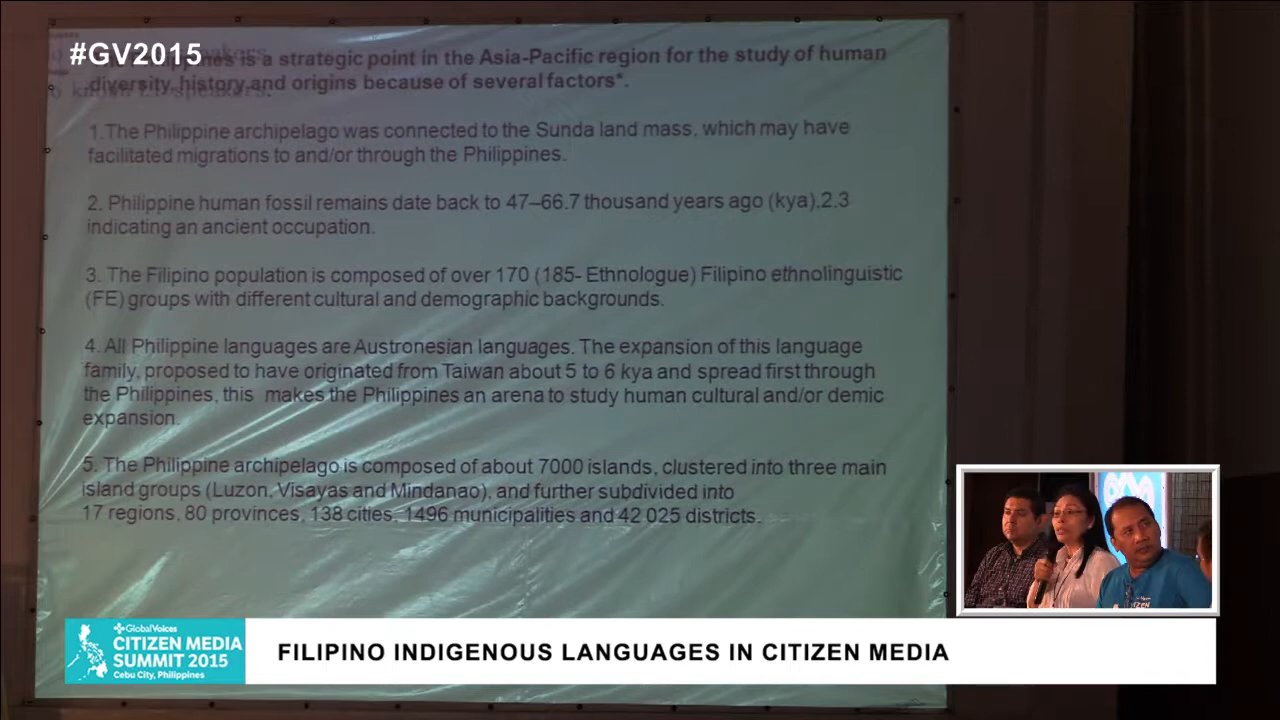 #GV2015
is a strategic point in the Asia-Pacific region for the study of human
diversity, history and origins because of several factors*.
1.The Philippine archipelago was connected to the Sunda land mass, which may have
facilitated migrations to and/or through the Philippines.
2. Philippine human fossil remains date back to 47–66.7 thousand years ago (kya),2.3
indicating an ancient occupation.
3. The Filipino population is composed of over 170 (185- Ethnologue) Filipino ethnolinguistic
(FE) groups with different cultural and demographic backgrounds.
4. All Philippine languages are Austronesian languages. The expansion of this language
family, proposed to have originated from Taiwan about 5 to 6 kya and spread first through
the Philippines, this makes the Philippines an arena to study human cultural and/or demic
expansion.
5. The Philippine archipelago is composed of about 7000 islands, clustered into three main
island groups (Luzon, Visayas and Mindanao), and further subdivided into
17 regions, 80 provinces, 138 cities, 1496 municipalities and 42 025 districts.
GlobalVoices
CITIZEN MEDIA
SUMMIT 2015
Cebu City, Philippines
FILIPINO INDIGENOUS LANGUAGES IN CITIZEN MEDIA